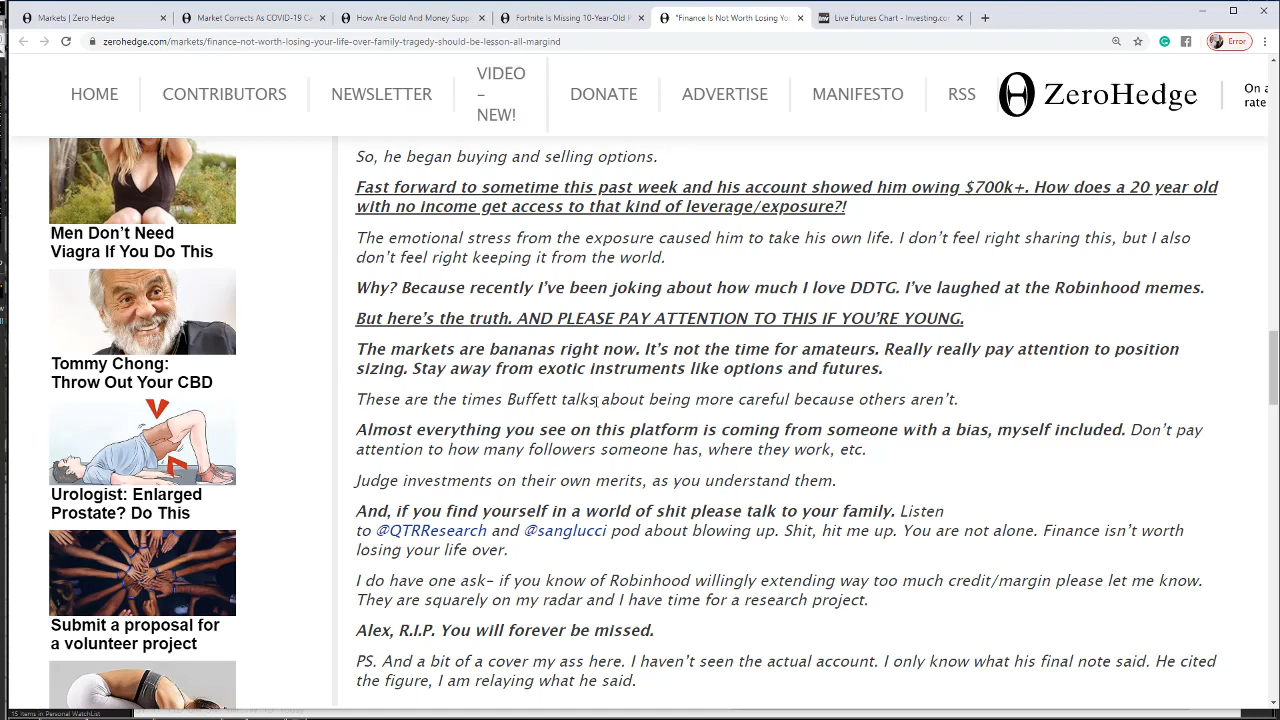 Markets | Zero Hedge
Market Corrects As COVID-19 Ca
How Are Gold And Money Supp
Fortnite Is Missing 10-Year-Old P
"Finance Is Not Worth Losing You
Live Futures Chart - Investing.co
zerohedge.com/markets/finance-not-worth-losing-your-life-over-family-tragedy-should-be-lesson-all-margind
Error
HOME
CONTRIBUTORS
NEWSLETTER
VIDEO
–
NEW!
DONATE
ADVERTISE
MANIFESTO
RSS
ZeroHedge
On a
rate
So, he began buying and selling options.
Fast forward to sometime this past week and his account showed him owing $700k+. How does a 20 year old
with no income get access to that kind of leverage/exposure?!
The emotional stress from the exposure caused him to take his own life. I don't feel right sharing this, but I also
don't feel right keeping it from the world.
Why? Because recently I've been joking about how much I love DDTG. I've laughed at the Robinhood memes.
But here's the truth. AND PLEASE PAY ATTENTION TO THIS IF YOU'RE YOUNG.
The markets are bananas right now. It's not the time for amateurs. Really really pay attention to position
sizing. Stay away from exotic instruments like options and futures.
These are the times Buffett talks about being more careful because others aren't.
Almost everything you see on this platform is coming from someone with a bias, myself included. Don't pay
attention to how many followers someone has, where they work, etc.
Judge investments on their own merits, as you understand them.
And, if you find yourself in a world of shit please talk to your family. Listen
to @QTRResearch and @sanglucci pod about blowing up. Shit, hit me up. You are not alone. Finance isn't worth
losing your life over.
I do have one ask– if you know of Robinhood willingly extending way too much credit/margin please let me know.
They are squarely on my radar and I have time for a research project.
Alex, R.I.P. You will forever be missed.
PS. And a bit of a cover my ass here. I haven't seen the actual account. I only know what his final note said. He cited
the figure, I am relaying what he said.
Men Don't Need
Viagra If You Do This
Tommy Chong:
Throw Out Your CBD
Urologist: Enlarged
Prostate? Do This
Submit a proposal for
a volunteer project
15 Items in Personal WatchList